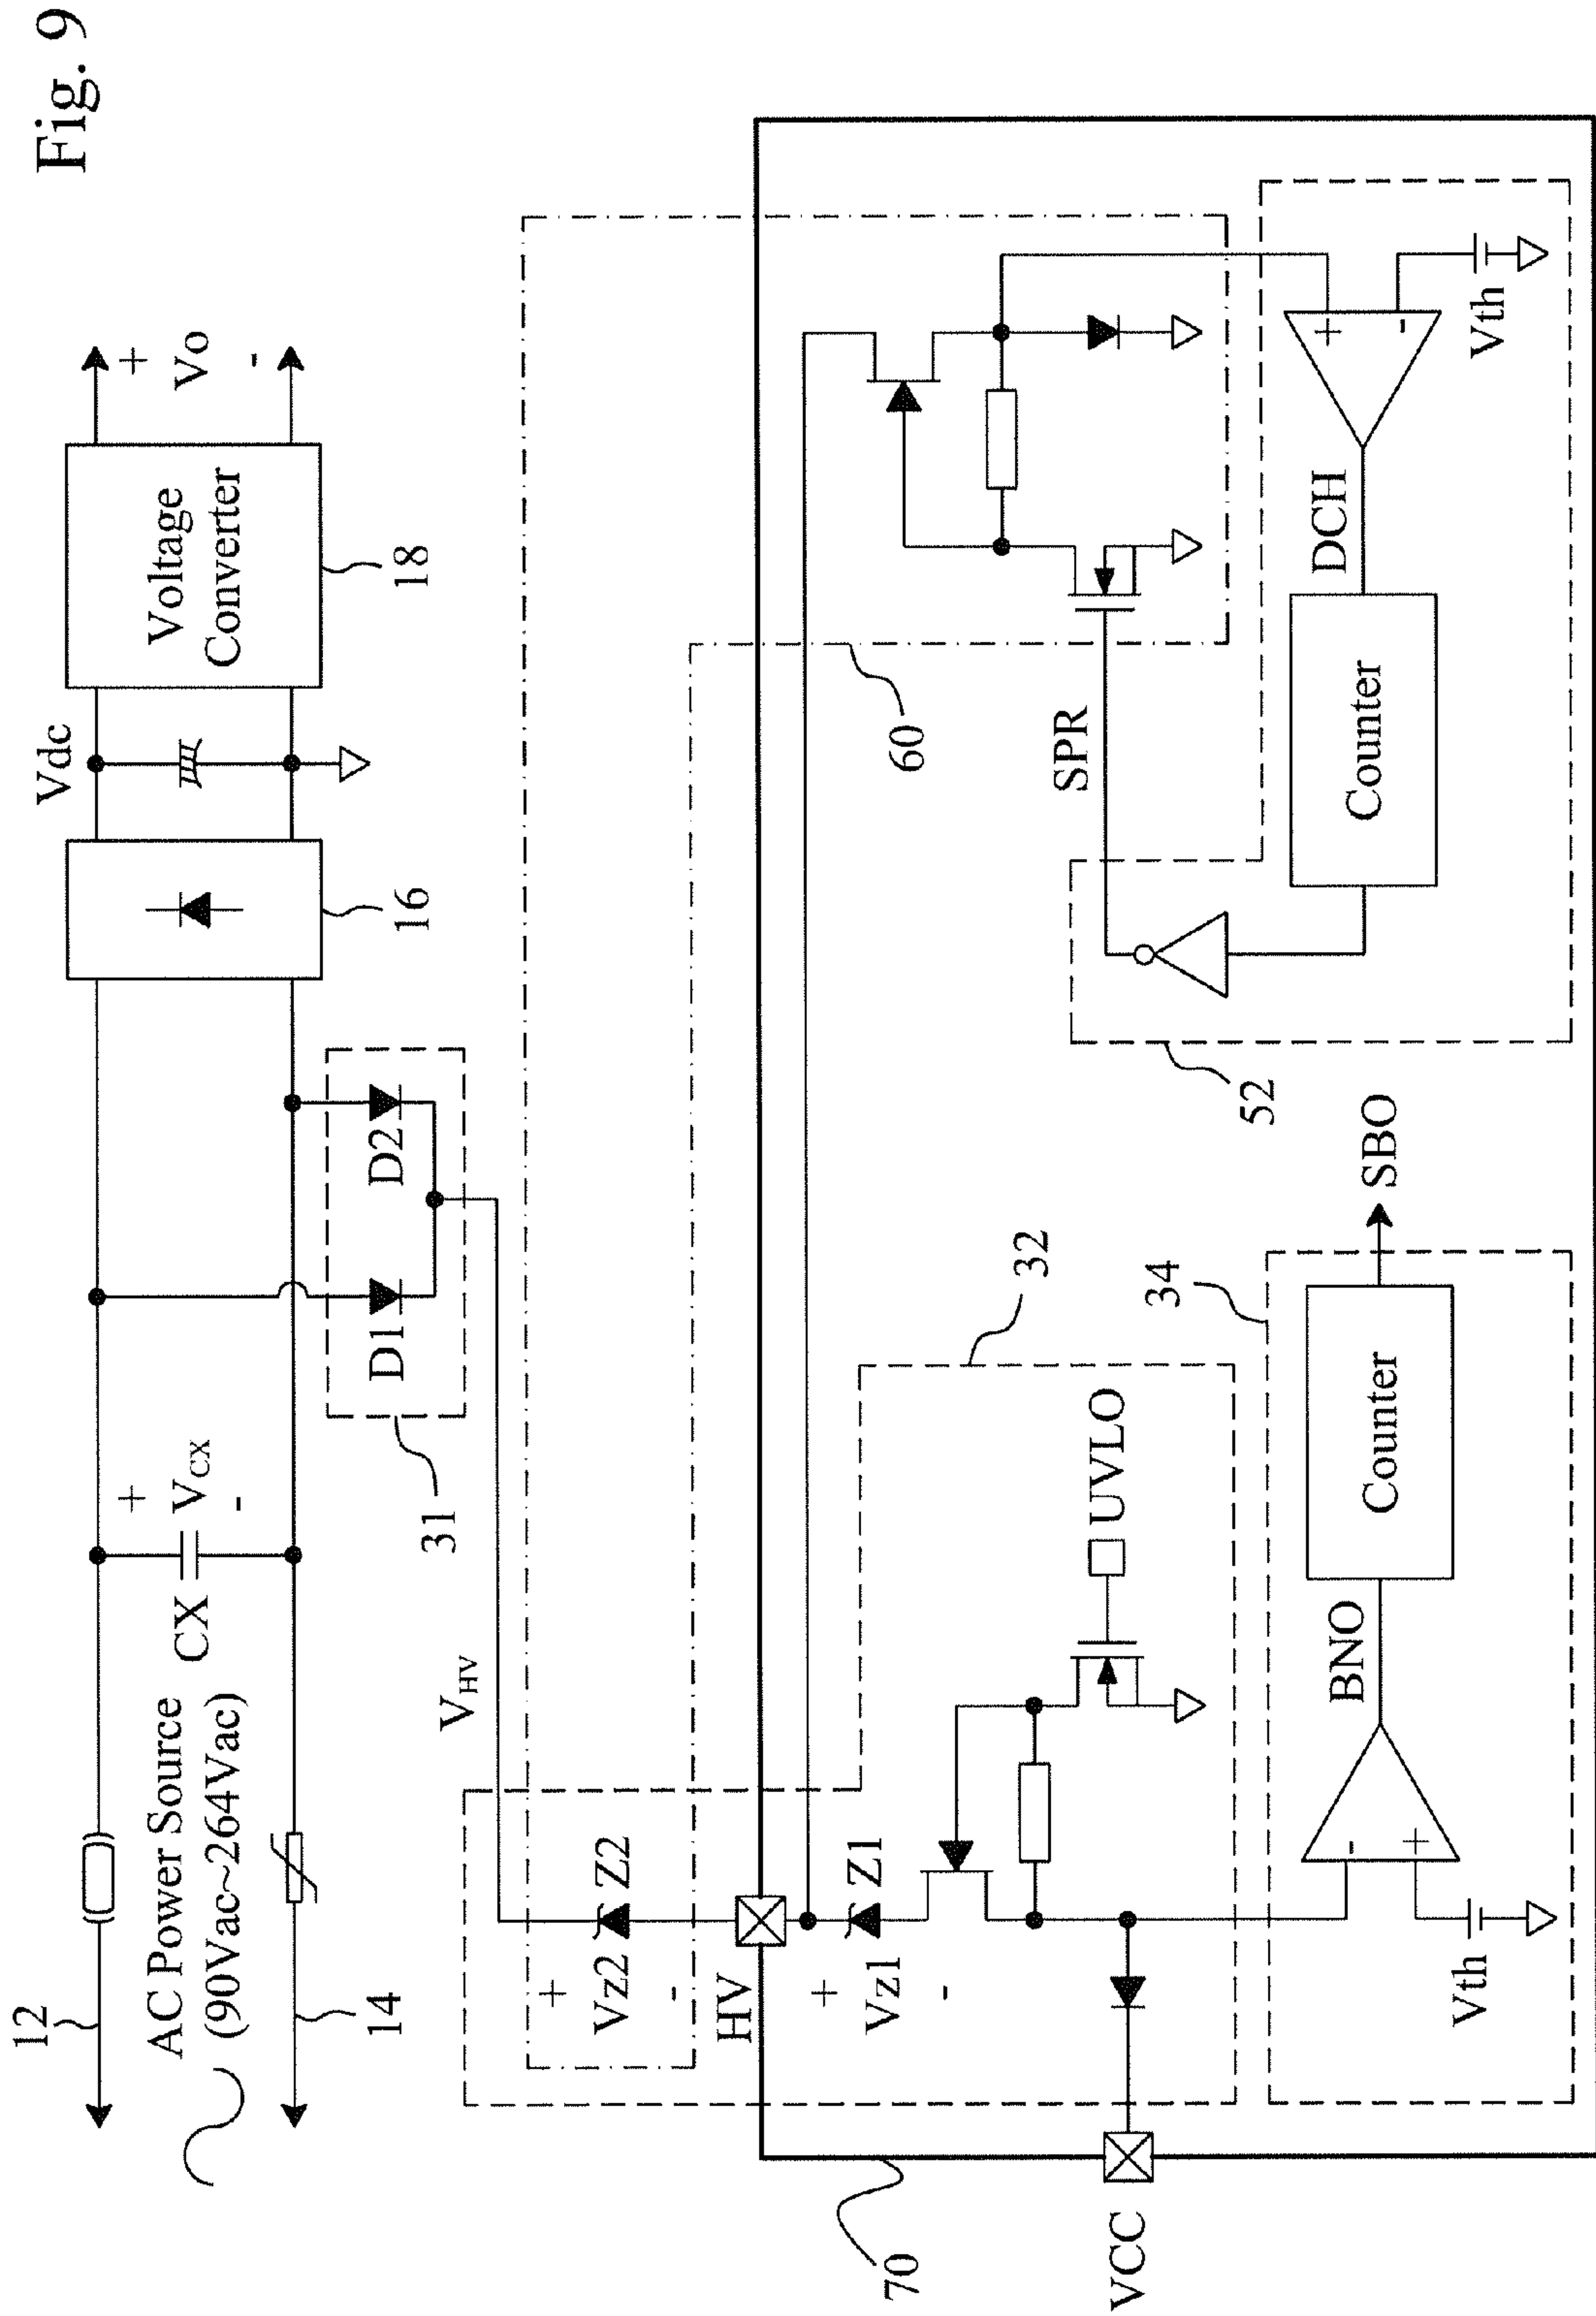 Fig. 9
12
AC Power Source
(90Vac~264Vac)
14
CX
+
VCX
-
16
Vdc
Voltage
Converter
18
+
Vo
-
D1
D2
31
VHV
+
Vz2
-
Z2
HV
+
Vz1
-
Z1
UVLO
32
60
SPR
VCC
70
-
+
Vth
BNO
Counter
34
SBO
52
Counter
DCH
+
-
Vth